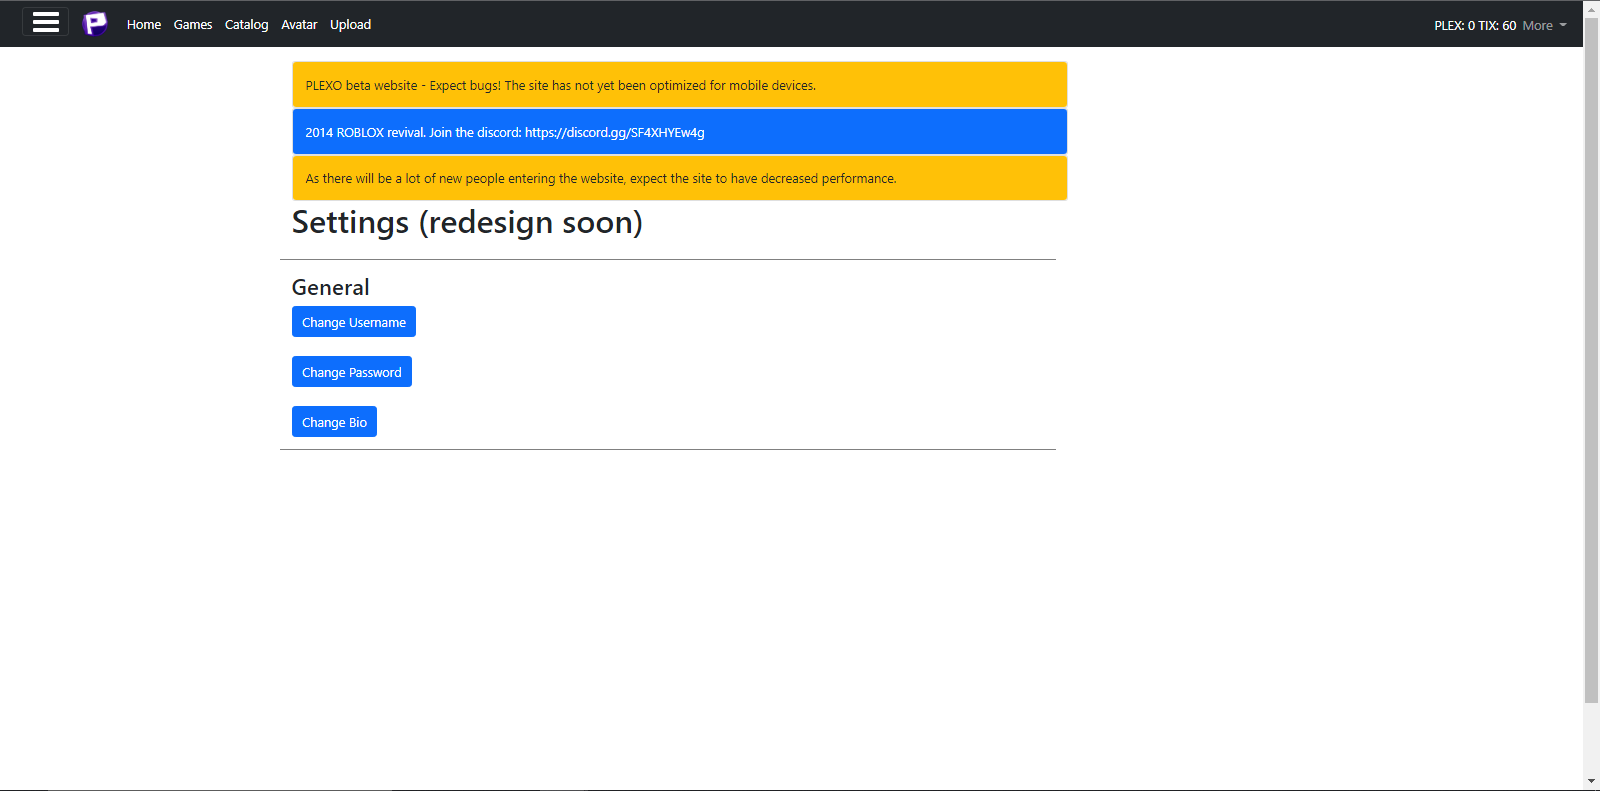 Home Games Catalog Avatar Upload PLEX: 0 TIX: 60 More
PLEXO beta website - Expect bugs! The site has not yet been optimized for mobile devices.
2014 ROBLOX revival. Join the discord: https://discord.gg/SF4XHYEw4g
As there will be a lot of new people entering the website, expect the site to have decreased performance.
Settings (redesign soon)
General
Change Username
Change Password
Change Bio